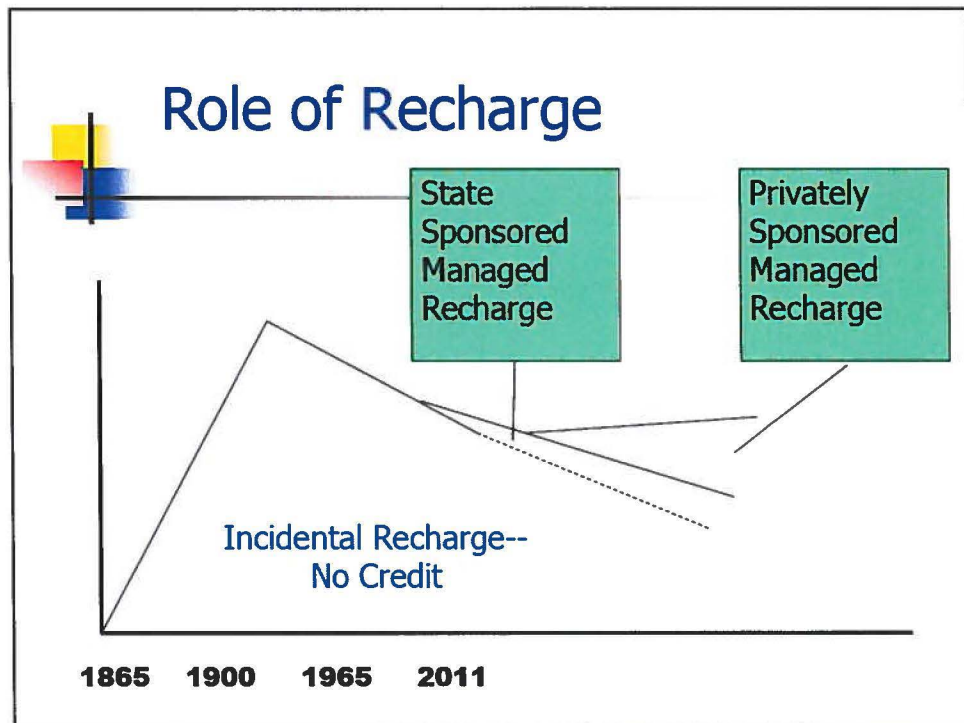 Role of Recharge
State
Sponsored
Managed
Recharge
Privately
Sponsored
Managed
Recharge
Incidental Recharge--
No Credit
1865 1900 1965 2011